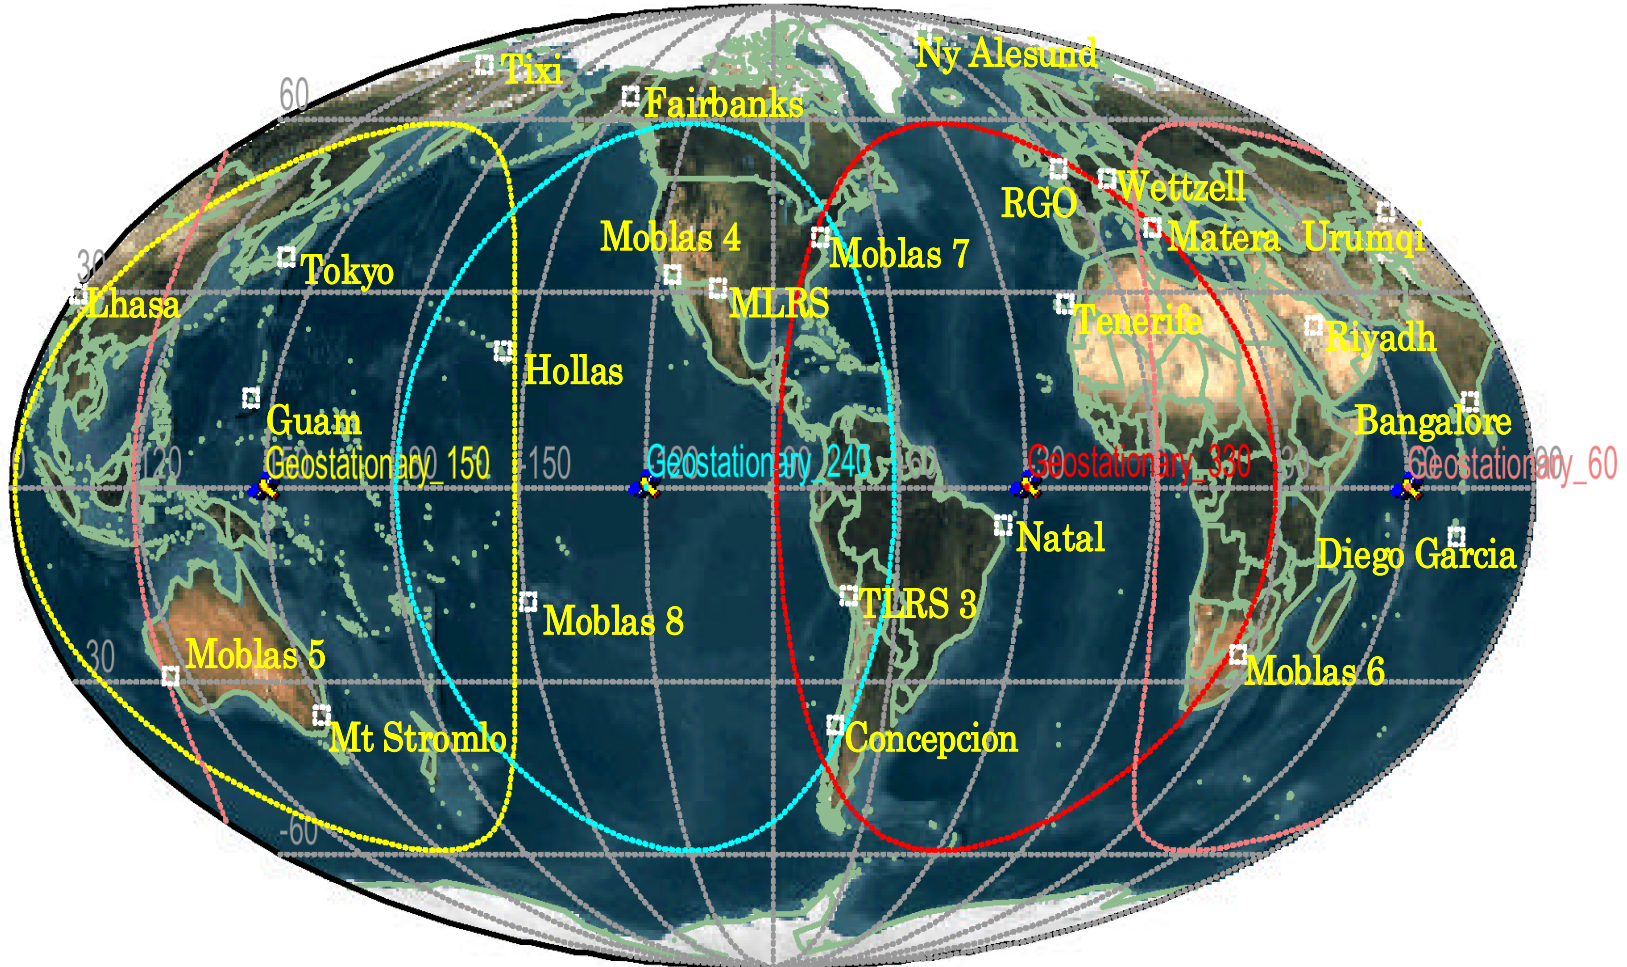 Ny Alesund
Tixi
60
Fairbanks
Wettzell
RGO
Moblas 4
Matera
Urumqi
Moblas 7
30
Tokyo
Lhasa
MLRS
Tenerife
Riyadh
Hollas
Guam
Bangalore
120
Geostationary_150
-150
Geostationary_240
Geostationary_330
60
Geostationary_60
Natal
Diego Garcia
TLRS 3
Moblas 8
30
Moblas 5
Moblas 6
Mt Stromlo
Concepcion
-60